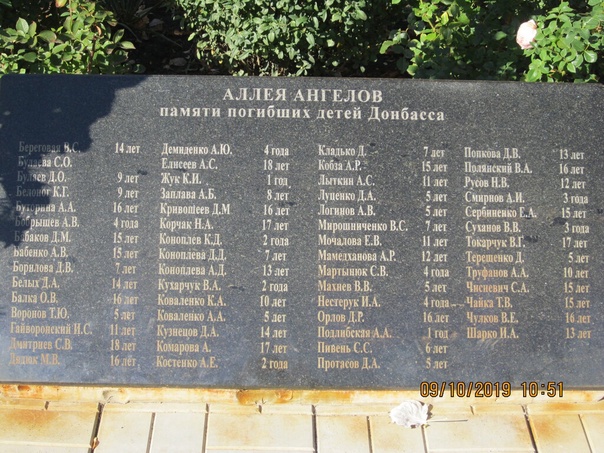 АЛЛЕЯ АНГЕЛОВ
памяти погибших детей Донбасса
Береговая В.С. 14 лет
Будаева С.О.
Буляев Д.О. 9 лет
Белоног К.Г. 9 лет
Буторина А.А. 16 лет
Бобрышев А.В. 4 года
Бабаков Д.М. 15 лет
Бабенко А.В. 15 лет
Борилова Д.В. 7 лет
Белых Д.А. 14 лет
Балка О.В. 16 лет
Воронов Т.Ю. 5 лет
Гайворонский Н.С. 11 лет
Дмитриев С.В. 18 лет
Дидюк М.В. 16 лет
Демиденко А.Ю. 4 года
Елисеев А.С. 18 лет
Жук К.И. 1 год
Заплава А.Б. 8 лет
Кривошеев Д.М 16 лет
Корчак Н.А. 17 лет
Коноплев К.Д. 2 года
Коноплева Д.Д 7 лет
Коноплева А.Д. 13 лет
Кухарчук В.А. 2 года
Коваленко К.А. 10 лет
Коваленко А.А. 5 лет
Кузнецов Д.А. 14 лет
Комарова А. 17 лет
Костенко А.Е. 2 года
Кладько Д. 7 лет
Кобза А.Р. 15 лет
Лыткин А.С. 11 лет
Луценко Д.А. 5 лет
Логинов А.В. 5 лет
Мирошниченко В.С. 7 лет
Мочалова Е.В. 11 лет
Мамедханова А.Р. 12 лет
Мартынюк С.В. 4 года
Махнев В.В. 5 лет
Нестерук И.А. 4 года
Орлов Д.Р. 16 лет
Подлибская А.А. 1 год
Пивень С.С. 6 лет
Протасов Д.А. 5 лет
Попкова Д.В. 13 лет
Полянский В.А. 16 лет
Русов Н.В. 12 лет
Смирнов А.И. 3 года
Сербиненко Е.А. 15 лет
Суханов В.В. 3 года
Токарчук В.Г. 17 лет
Терещенко Д. 5 лет
Труфанов А.А. 10 лет
Чисневич С.А. 15 лет
Чайка Т.В. 15 лет
Чулков В.Е. 16 лет
Шарко И.А. 13 лет
09/10/2019 10:51